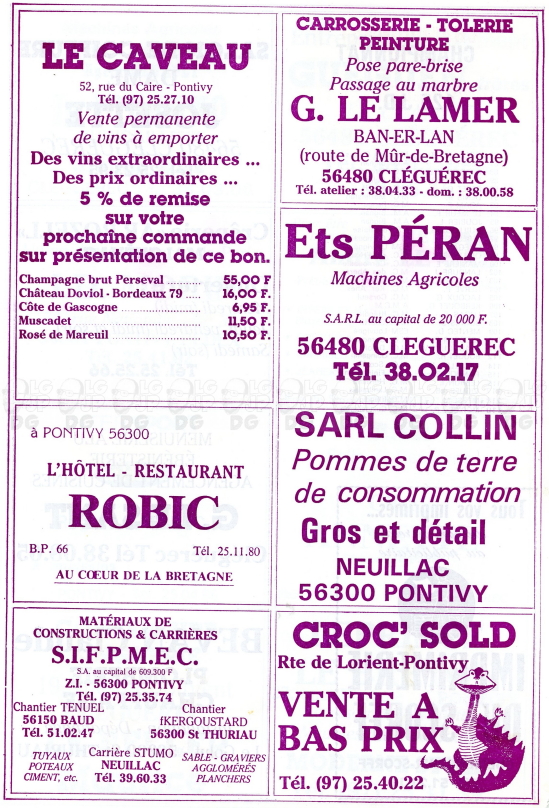 LE CAVEAU
52, rue du Caire - Pontivy
Tél. (97) 25.27.10
Vente permanente
de vins à emporter
Des vins extraordinaires ...
Des prix ordinaires ...
5 % de remise
sur votre
prochaine commande
sur présentation de ce bon.
Champagne brut Perseval ........ 55,00 F
Château Doviol - Bordeaux 79 ..... 16,00 F.
Côte de Gascogne .............. 6,95 F.
Muscadet .............. 11,50 F.
Rosé de Mareuil .............. 10,50 F.
CARROSSERIE - TOLERIE
PEINTURE
Pose pare-brise
Passage au marbre
G. LE LAMER
BAN-ER-LAN
(route de Mûr-de-Bretagne)
56480 CLÉGUÉREC
Tél. atelier : 38.04.33 - dom. : 38.00.58
Ets PÉRAN
Machines Agricoles
S.A.R.L. au capital de 20 000 F.
56480 CLEGUEREC
Tél. 38.02.17
à PONTIVY 56300
L'HÔTEL - RESTAURANT
ROBIC
B.P. 66 Tél. 25.11.80
AU CŒUR DE LA BRETAGNE
SARL COLLIN
Pommes de terre
de consommation
Gros et détail
NEUILLAC
56300 PONTIVY
MATÉRIAUX DE
CONSTRUCTIONS & CARRIÈRES
S.I.F.P.M.E.C.
S.A. au capital de 609.300 F
Z.I. - 56300 PONTIVY
Tél. (97) 25.35.74
Chantier TENUEL
56150 BAUD
Tél. 51.02.47
Chantier
fKERGOUSTARD
56300 St THURIAU
TUYAUX
POTEAUX
CIMENT, etc.
Carrière STUMO
NEUILLAC
Tél. 39.60.33
SABLE - GRAVIERS
AGGLOMÉRÉS
PLANCHERS
CROC' SOLD
Rte de Lorient-Pontivy
VENTE A
BAS PRIX
Tél. (97) 25.40.22